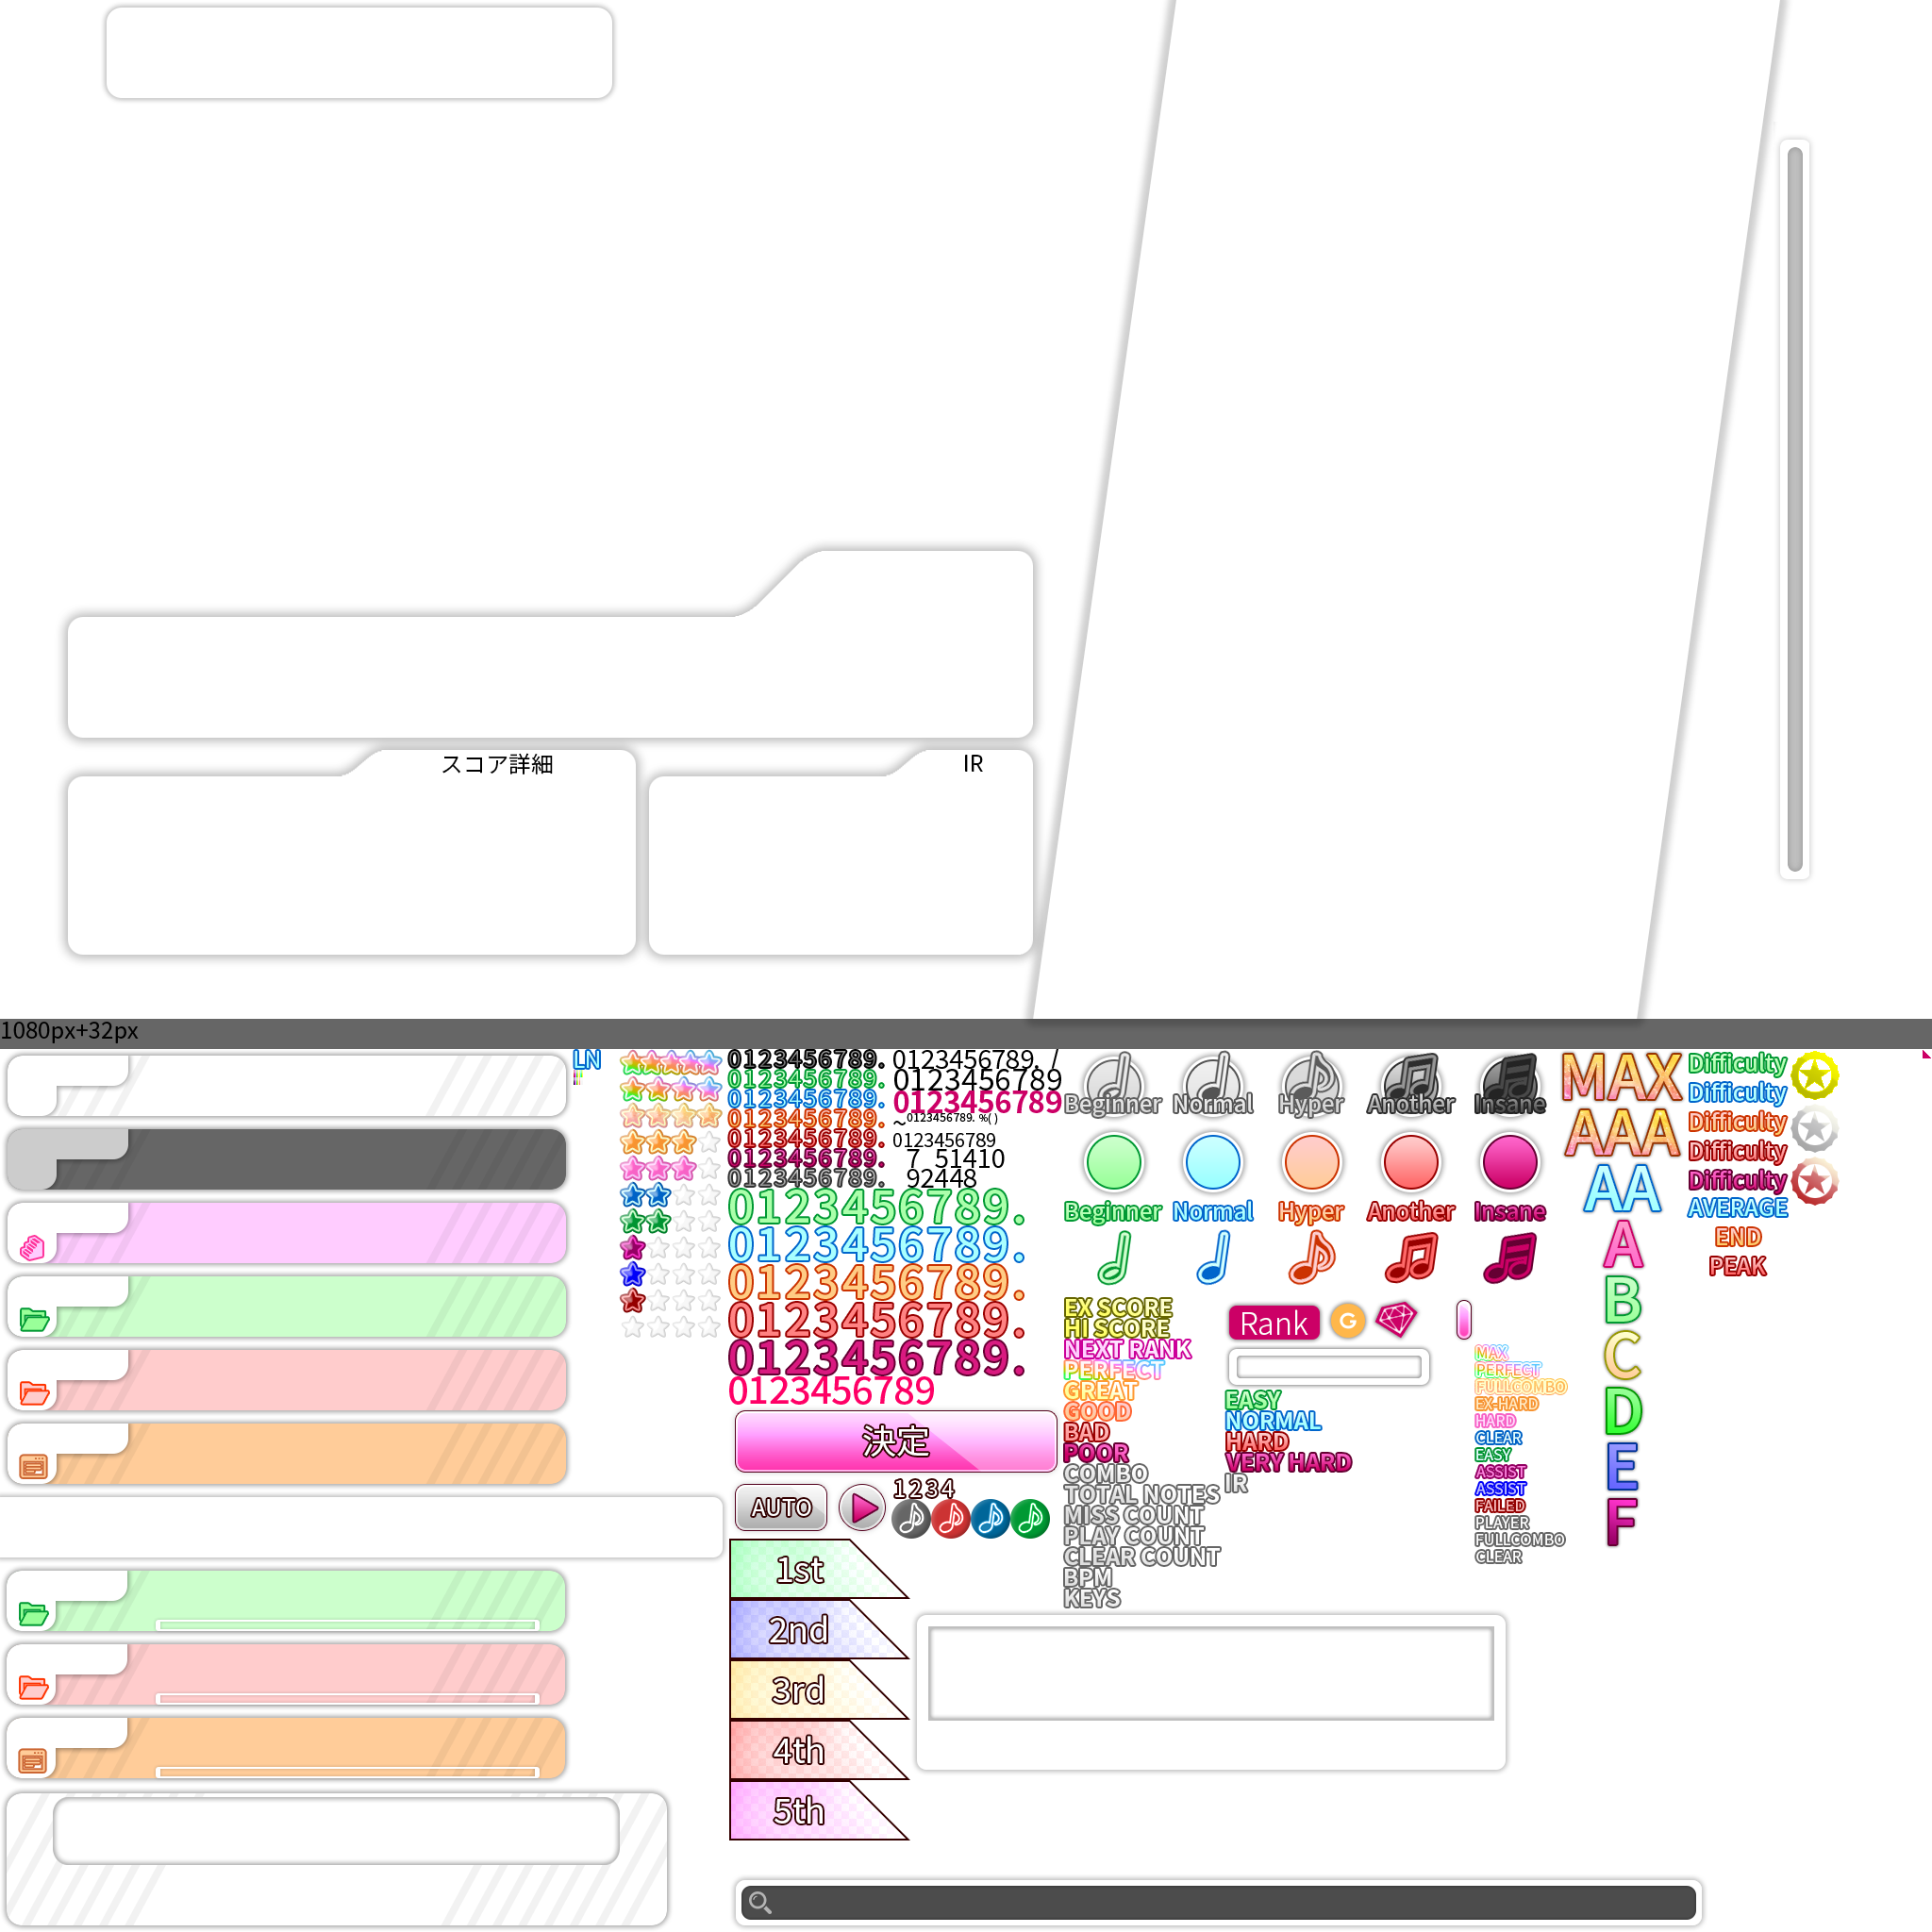 スコア詳細
IR
1080px+32px
LN
0123456789.
0123456789.
0123456789.
0123456789.
0123456789.
0123456789.
0123456789.
0123456789. /
0123456789
0123456789
~0123456789. %( )
0123456789
7 51410
92448
0123456789.
0123456789.
0123456789.
0123456789.
0123456789.
0123456789
決定
AUTO
1234
1st
2nd
3rd
4th
5th
Beginner Normal Hyper Another Insane
Beginner Normal Hyper Another Insane
EX SCORE
HI SCORE
NEXT RANK
PERFECT
GREAT
GOOD
BAD
POOR
COMBO
TOTAL NOTES
MISS COUNT
PLAY COUNT
CLEAR COUNT
BPM
KEYS
Rank
G
EASY
NORMAL
HARD
VERY HARD
IR
MAX
PERFECT
FULLCOMBO
EX-HARD
HARD
CLEAR
EASY
ASSIST
ASSIST
FAILED
PLAYER
FULLCOMBO
CLEAR
MAX
AAA
AA
A
B
C
D
E
F
Difficulty
Difficulty
Difficulty
Difficulty
Difficulty
AVERAGE
END
PEAK